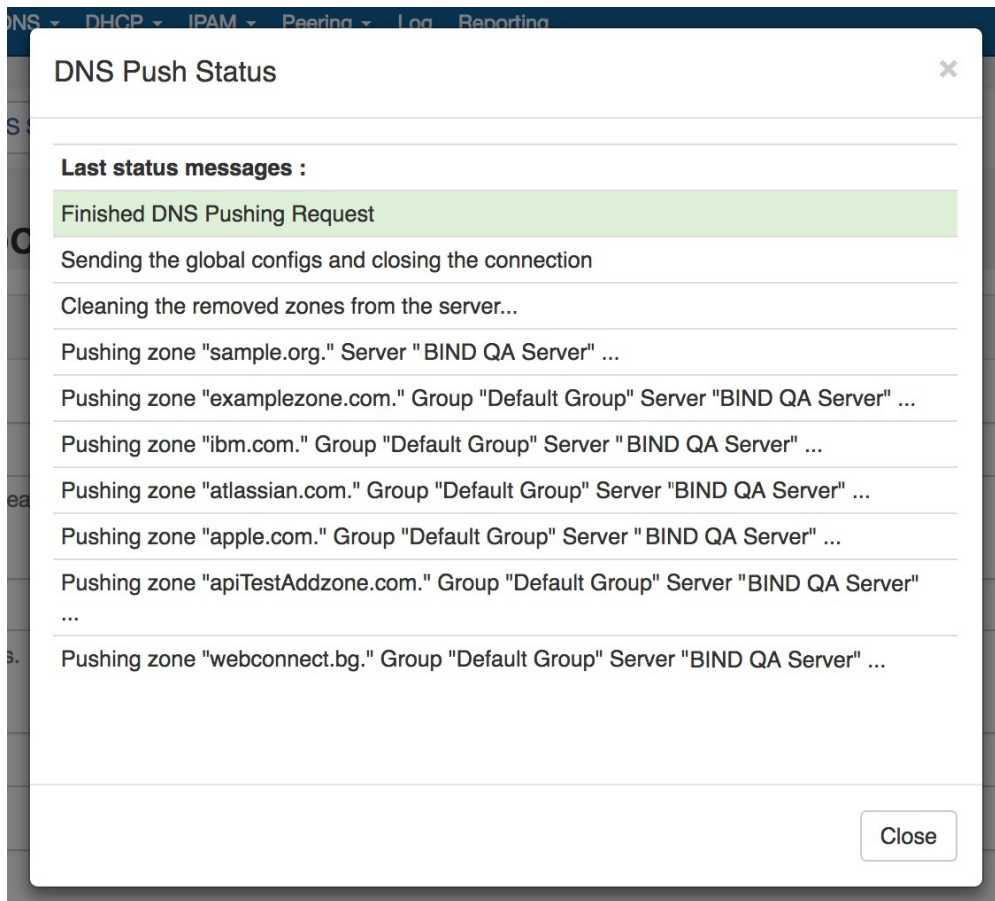 DNS DHCP IPAM Peering Log Reporting
DNS Push Status
×
S
Last status messages :
Finished DNS Pushing Request
Sending the global configs and closing the connection
Cleaning the removed zones from the server...
Pushing zone "sample.org." Server "BIND QA Server" ...
Pushing zone "examplezone.com." Group "Default Group" Server "BIND QA Server" ...
Pushing zone "ibm.com." Group "Default Group" Server "BIND QA Server" ...
Pushing zone "atlassian.com." Group "Default Group" Server "BIND QA Server" ...
ea
Pushing zone "apple.com." Group "Default Group" Server "BIND QA Server" ...
Pushing zone "apiTestAddzone.com." Group "Default Group" Server "BIND QA Server"
...
s.
Pushing zone "webconnect.bg." Group "Default Group" Server "BIND QA Server" ...
Close